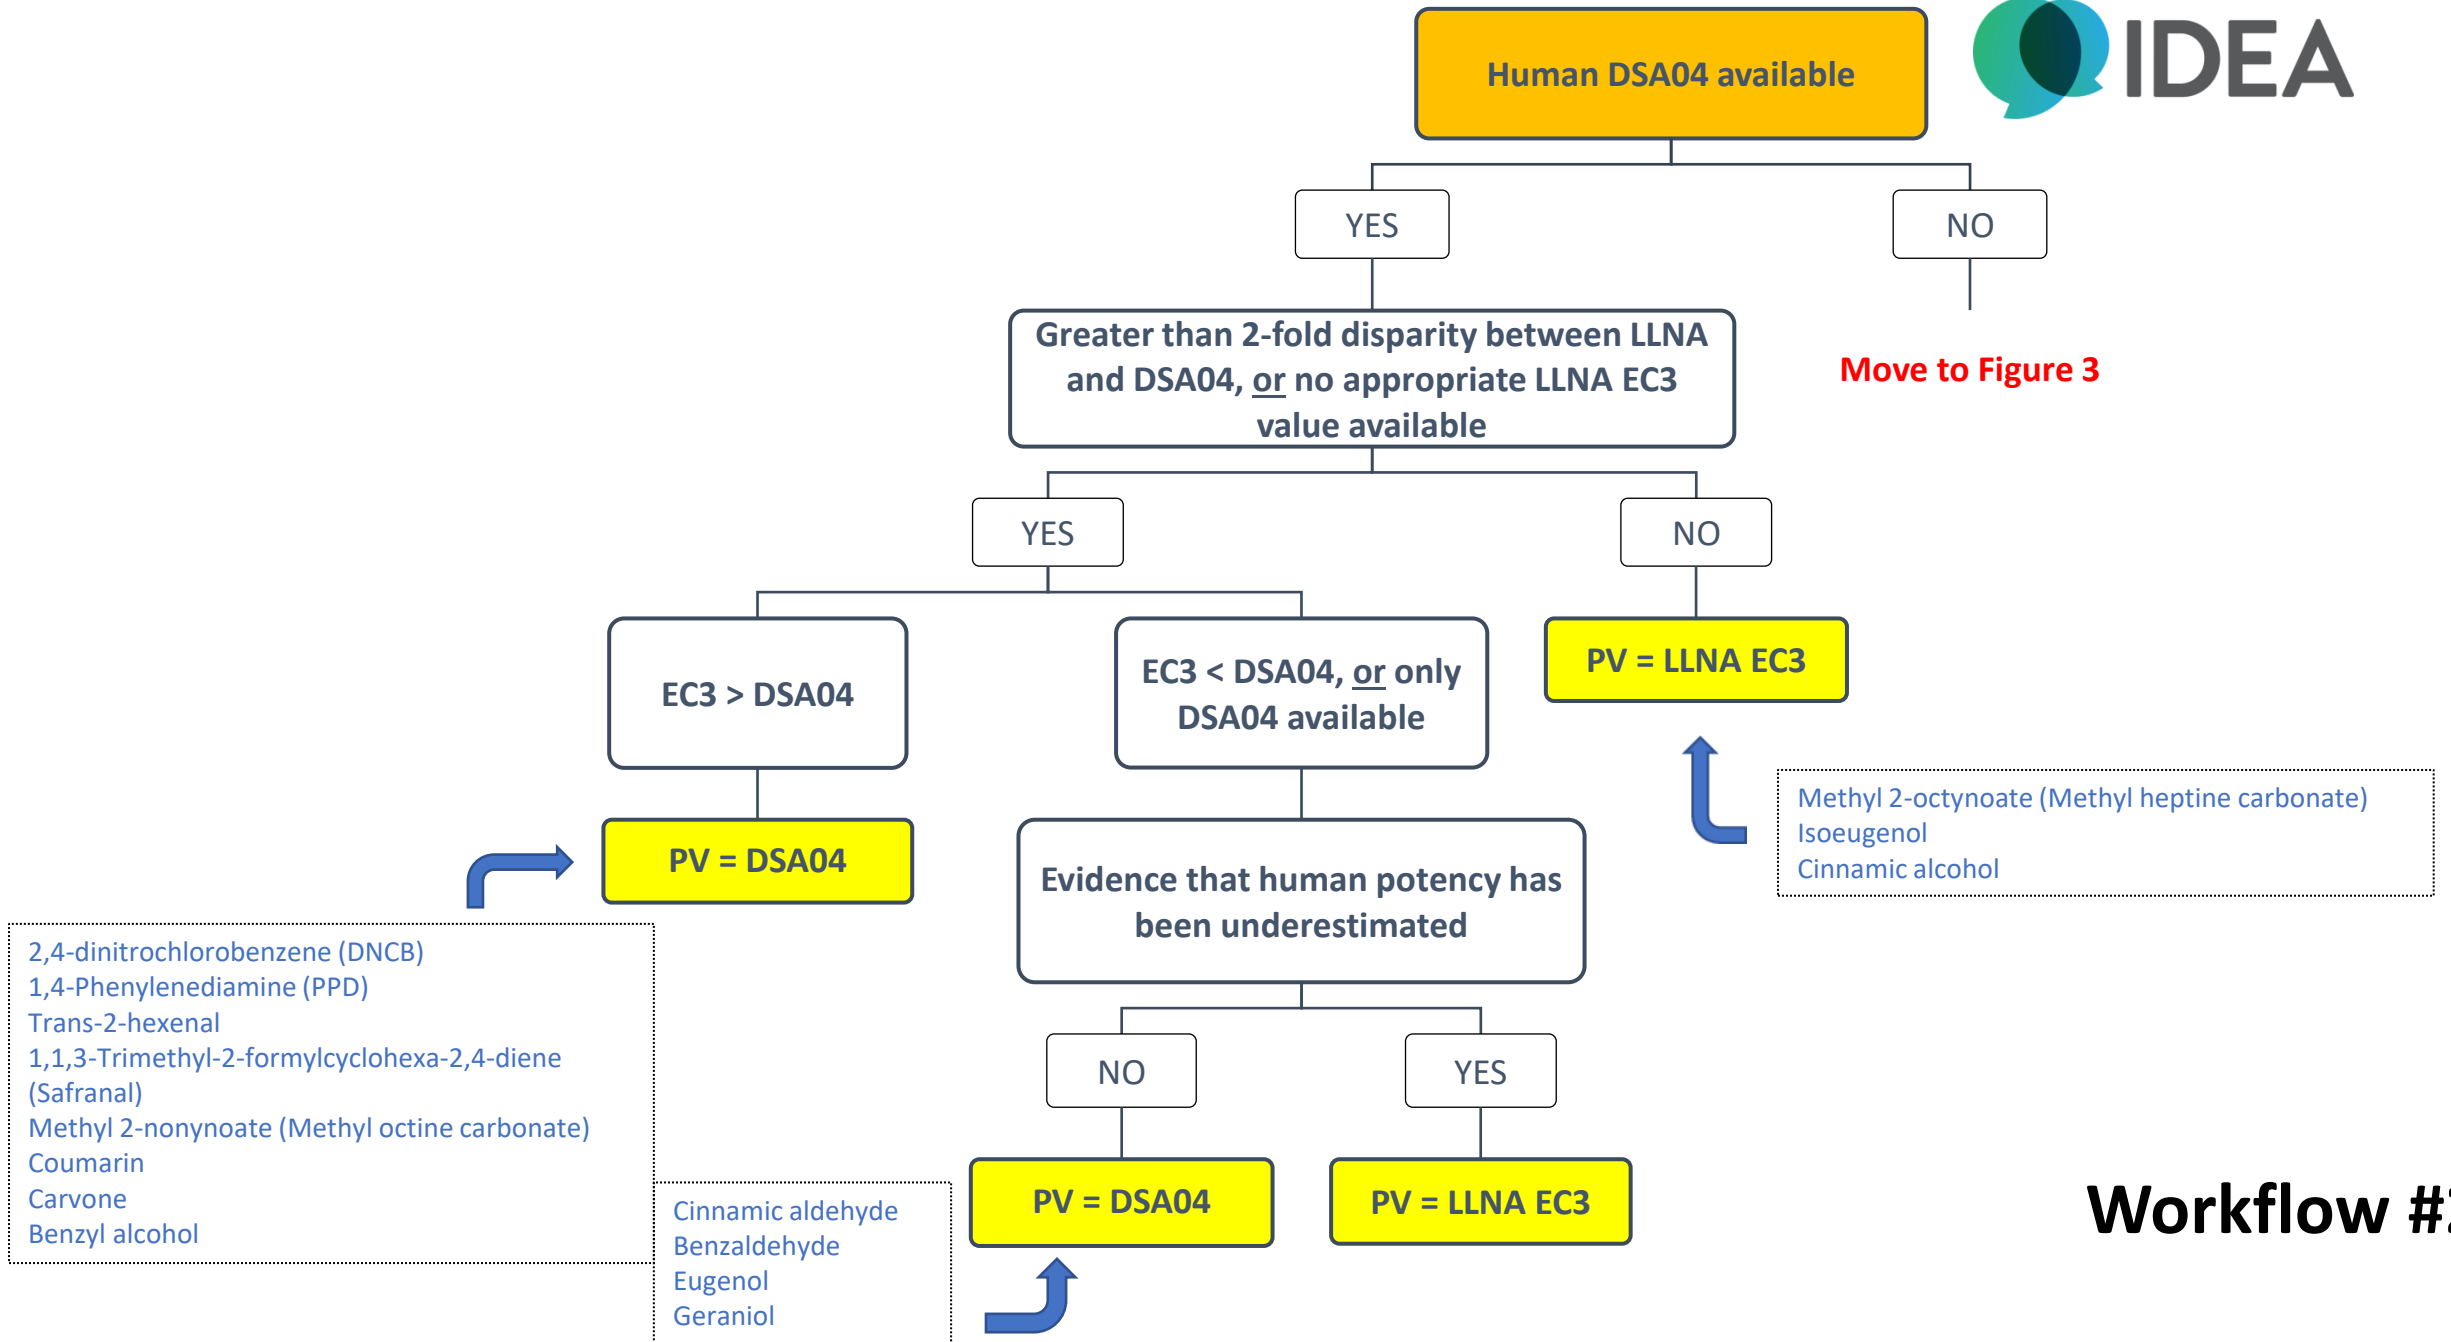 IDEA
Human DSA04 available
YES
NO
Greater than 2-fold disparity between LLNA
and DSA04, or no appropriate LLNA EC3
value available
Move to Figure 3
YES
NO
EC3 > DSA04
EC3 < DSA04, or only
DSA04 available
PV = LLNA EC3
Methyl 2-octynoate (Methyl heptine carbonate)
Isoeugenol
Cinnamic alcohol
PV = DSA04
Evidence that human potency has
been underestimated
2,4-dinitrochlorobenzene (DNCB)
1,4-Phenylenediamine (PPD)
Trans-2-hexenal
1,1,3-Trimethyl-2-formylcyclohexa-2,4-diene
(Safranal)
Methyl 2-nonynoate (Methyl octine carbonate)
Coumarin
Carvone
Benzyl alcohol
NO
YES
PV = DSA04
PV = LLNA EC3
Cinnamic aldehyde
Benzaldehyde
Eugenol
Geraniol
Workflow #